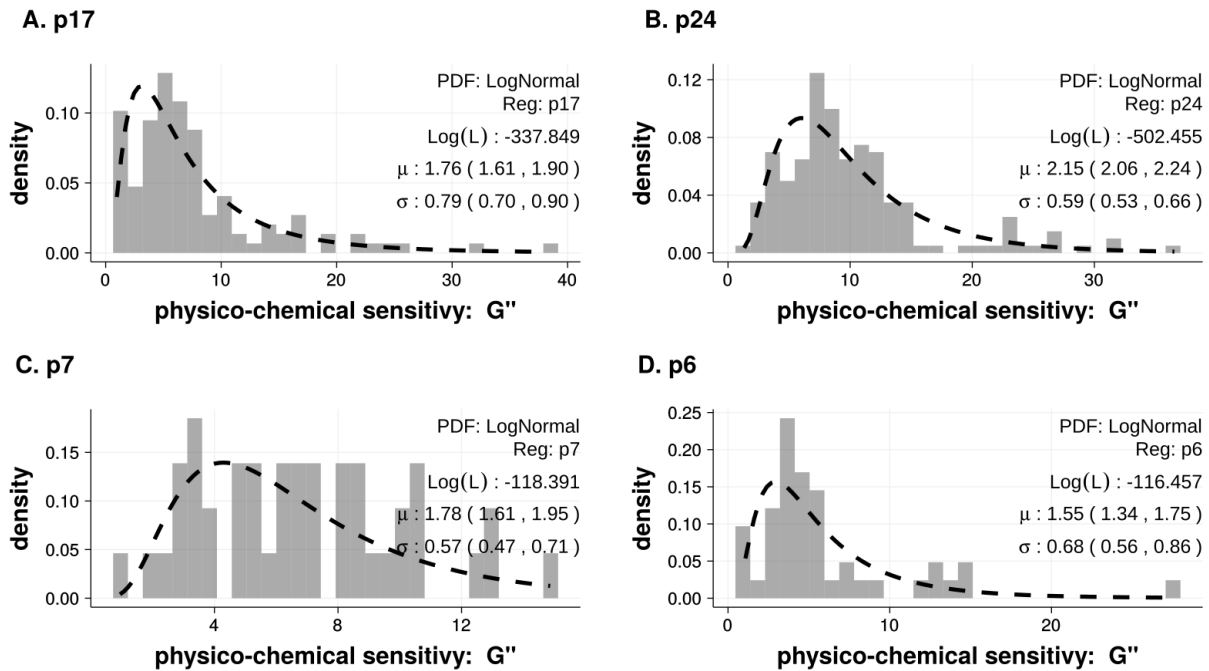 A. p17
density
0.10
0.05
0.00
PDF: LogNormal
Reg: p17
Log(L) : -337.849
μ : 1.76 ( 1.61 , 1.90 )
σ : 0.79 ( 0.70 , 0.90 )
0 10 20 30 40
physico-chemical sensitivy: G"
B. p24
density
0.12
0.08
0.04
0.00
PDF: LogNormal
Reg: p24
Log(L) : -502.455
μ : 2.15 ( 2.06 , 2.24 )
σ : 0.59 ( 0.53 , 0.66 )
0 10 20 30
physico-chemical sensitivy: G"
C. p7
density
0.15
0.10
0.05
0.00
PDF: LogNormal
Reg: p7
Log(L) : -118.391
μ : 1.78 ( 1.61 , 1.95 )
σ : 0.57 ( 0.47 , 0.71 )
4 8 12
physico-chemical sensitivy: G"
D. p6
density
0.25
0.20
0.15
0.10
0.05
0.00
PDF: LogNormal
Reg: p6
Log(L) : -116.457
μ : 1.55 ( 1.34 , 1.75 )
σ : 0.68 ( 0.56 , 0.86 )
0 10 20
physico-chemical sensitivy: G"